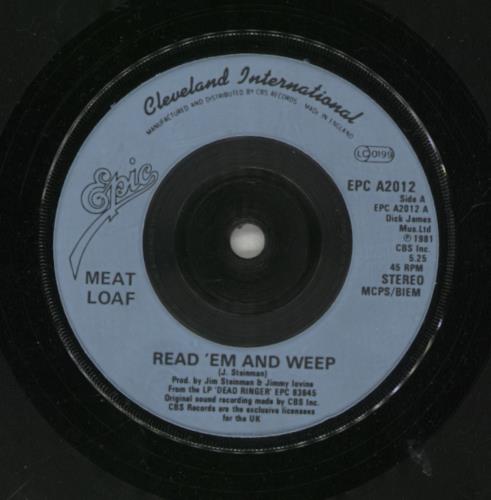 Cleveland International
MANUFACTURED AND DISTRIBUTED BY CBS RECORDS · MADE IN ENGLAND
LC 0199
Epic
EPC A2012
Side A
EPC A2012 A
Dick James
Mus.Ltd
℗ 1981
CBS Inc.
5.25
45 RPM
STEREO
MCPS/BIEM
MEAT
LOAF
READ 'EM AND WEEP
(J. Steinman)
Prod. by Jim Steinman & Jimmy Iovine
From the LP 'DEAD RINGER' EPC 83645
Original sound recording made by CBS Inc.
CBS Records are the exclusive licensees
for the UK